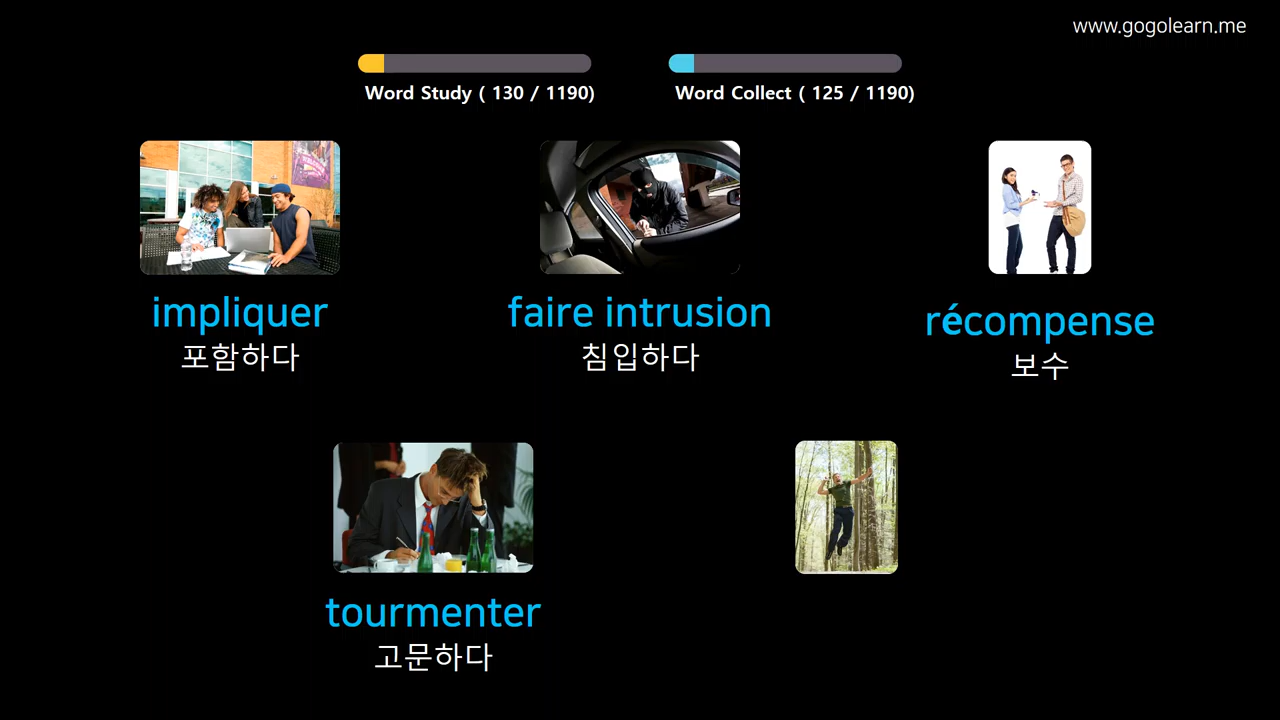 www.gogolearn.me
Word Study ( 130 / 1190)
Word Collect ( 125 / 1190)
impliquer
포함하다
faire intrusion
침입하다
récompense
보수
tourmenter
고문하다